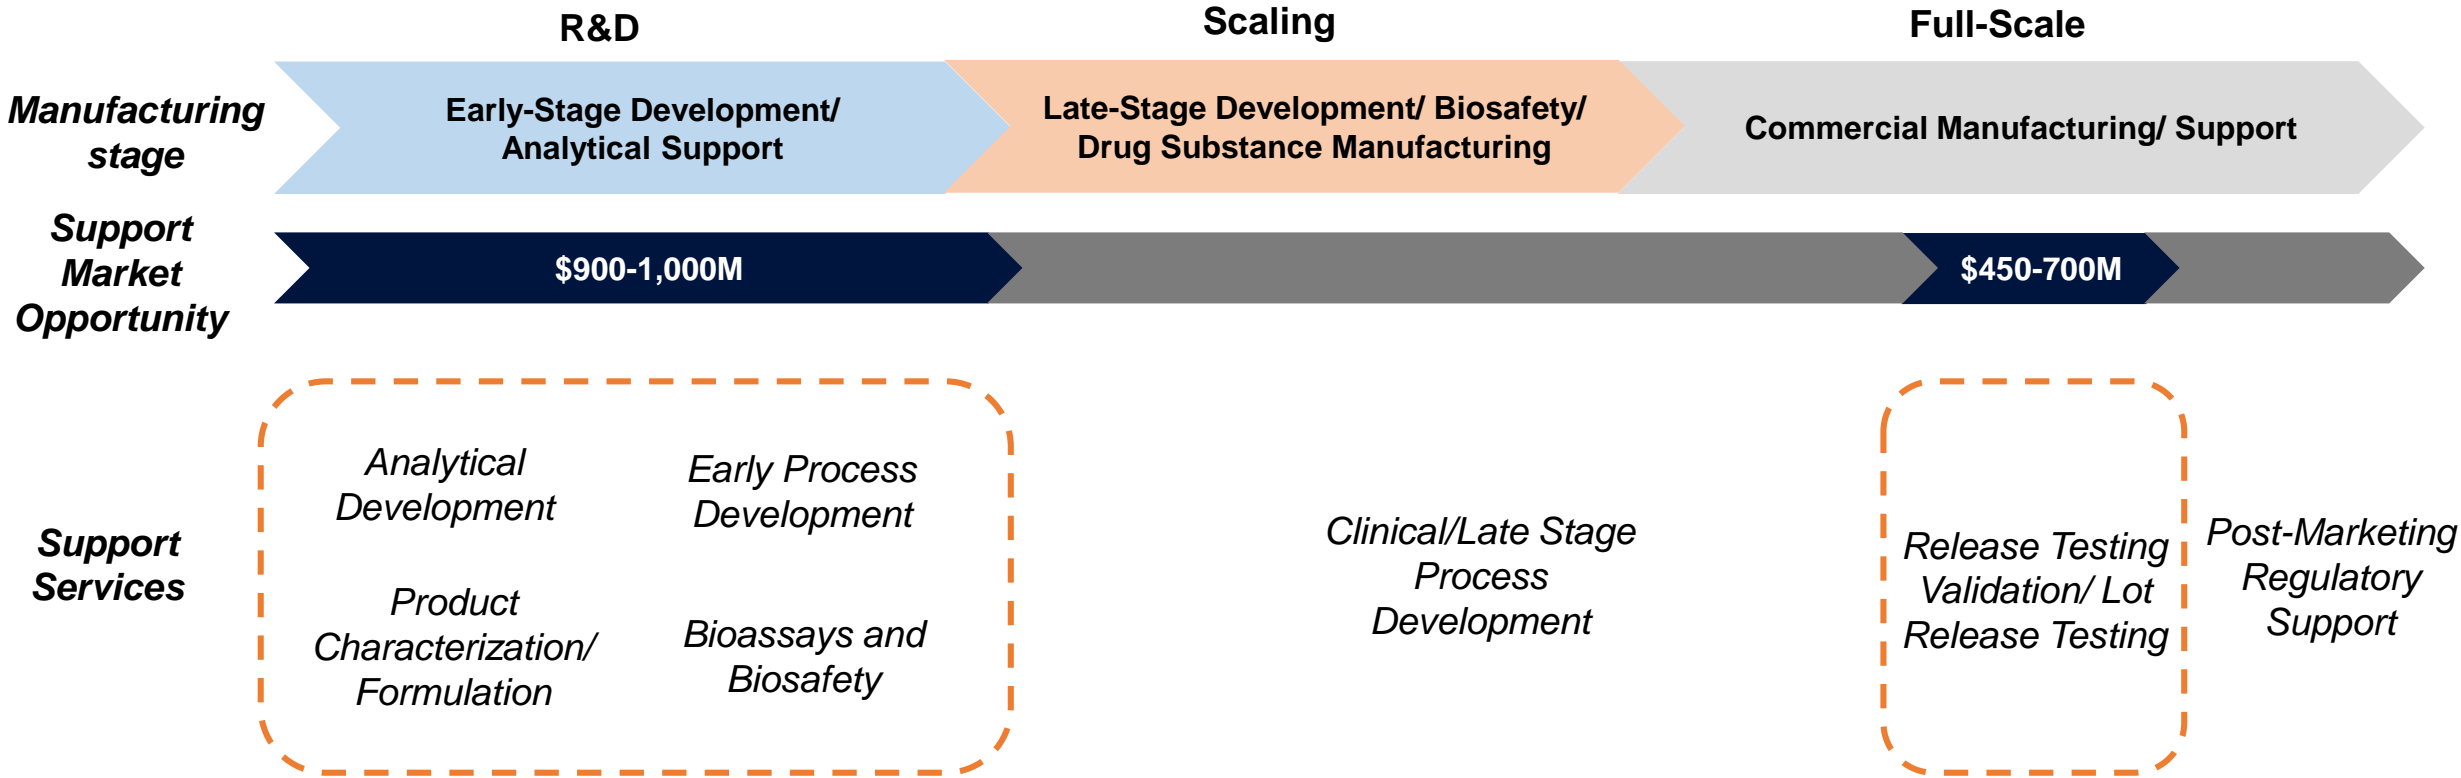 R&D
Scaling
Full-Scale
Manufacturing
stage
Early-Stage Development/
Analytical Support
Late-Stage Development/ Biosafety/
Drug Substance Manufacturing
Commercial Manufacturing/ Support
Support
Market
Opportunity
$900-1,000M
$450-700M
Support
Services
Analytical
Development
Early Process
Development
Product
Characterization/
Formulation
Bioassays and
Biosafety
Clinical/Late Stage
Process
Development
Release Testing
Validation/ Lot
Release Testing
Post-Marketing
Regulatory
Support